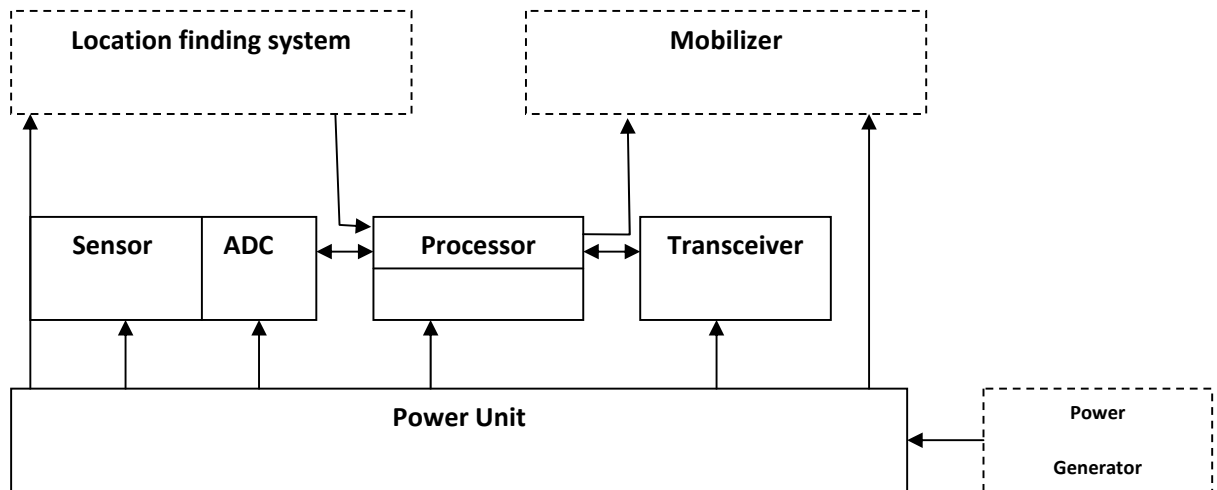 Location finding system
Mobilizer
Sensor
ADC
Processor
Transceiver
Power Unit
Power
Generator